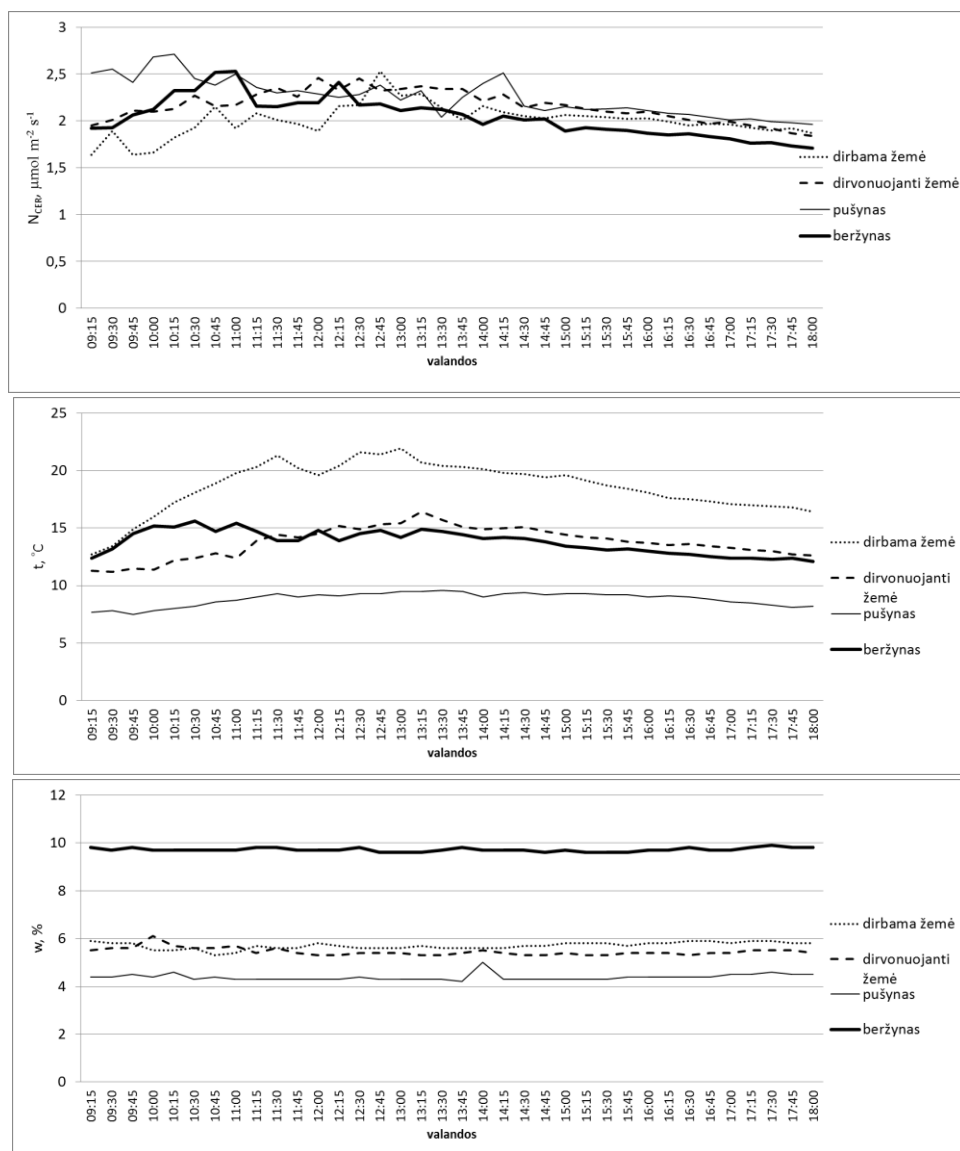 3
2,5
2
1,5
1
0,5
0
N_CER, μmol m⁻² s⁻¹
09:15 09:30 09:45 10:00 10:15 10:30 10:45 11:00 11:15 11:30 11:45 12:00 12:15 12:30 12:45 13:00 13:15 13:30 13:45 14:00 14:15 14:30 14:45 15:00 15:15 15:30 15:45 16:00 16:15 16:30 16:45 17:00 17:15 17:30 17:45 18:00
valandos
dirbama žemė
dirvonuojanti žemė
pušynas
beržynas
25
20
15
10
5
0
t, °C
09:15 09:30 09:45 10:00 10:15 10:30 10:45 11:00 11:15 11:30 11:45 12:00 12:15 12:30 12:45 13:00 13:15 13:30 13:45 14:00 14:15 14:30 14:45 15:00 15:15 15:30 15:45 16:00 16:15 16:30 16:45 17:00 17:15 17:30 17:45 18:00
valandos
dirbama žemė
dirvonuojanti
žemė
pušynas
beržynas
12
10
8
6
4
2
0
w, %
09:15 09:30 09:45 10:00 10:15 10:30 10:45 11:00 11:15 11:30 11:45 12:00 12:15 12:30 12:45 13:00 13:15 13:30 13:45 14:00 14:15 14:30 14:45 15:00 15:15 15:30 15:45 16:00 16:15 16:30 16:45 17:00 17:15 17:30 17:45 18:00
valandos
dirbama žemė
dirvonuojanti
žemė
pušynas
beržynas